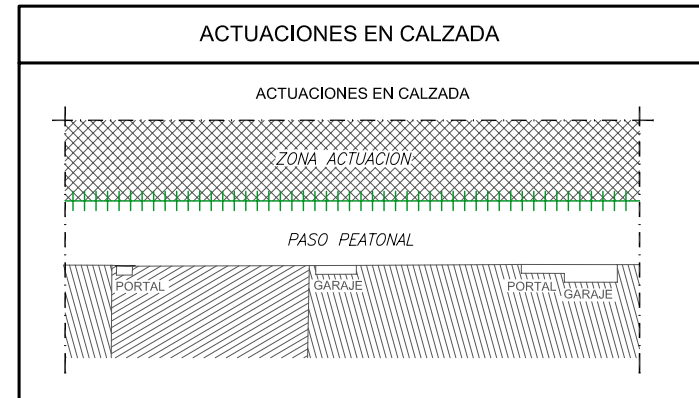 ACTUACIONES EN CALZADA
ACTUACIONES EN CALZADA
ZONA ACTUACION
PASO PEATONAL
PORTAL GARAJE PORTAL GARAJE